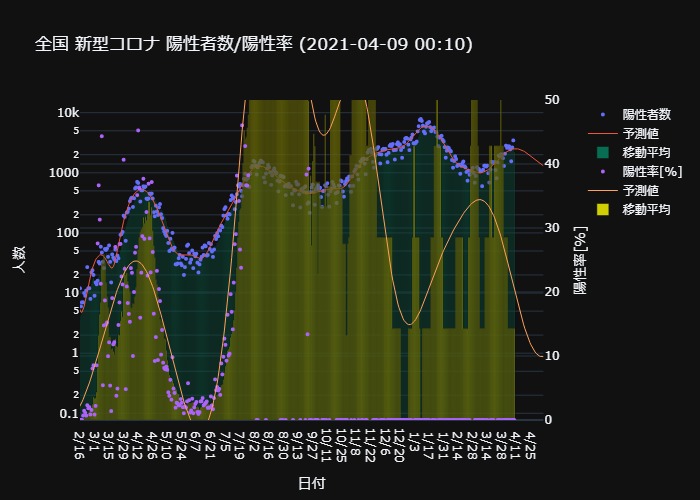 全国 新型コロナ 陽性者数/陽性率 (2021-04-09 00:10)
10k
5
2
1000
5
2
100
5
2
10
5
2
1
5
2
0.1
人数
50
40
30
20
10
0
陽性率[%]
陽性者数
予測値
移動平均
陽性率[%]
予測値
移動平均
2/16 3/1 3/15 3/29 4/12 4/26 5/10 5/24 6/7 6/21 7/5 7/19 8/2 8/16 8/30 9/13 9/27 10/11 10/25 11/8 11/22 12/6 12/20 1/3 1/17 1/31 2/14 2/28 3/14 3/28 4/11 4/25
日付